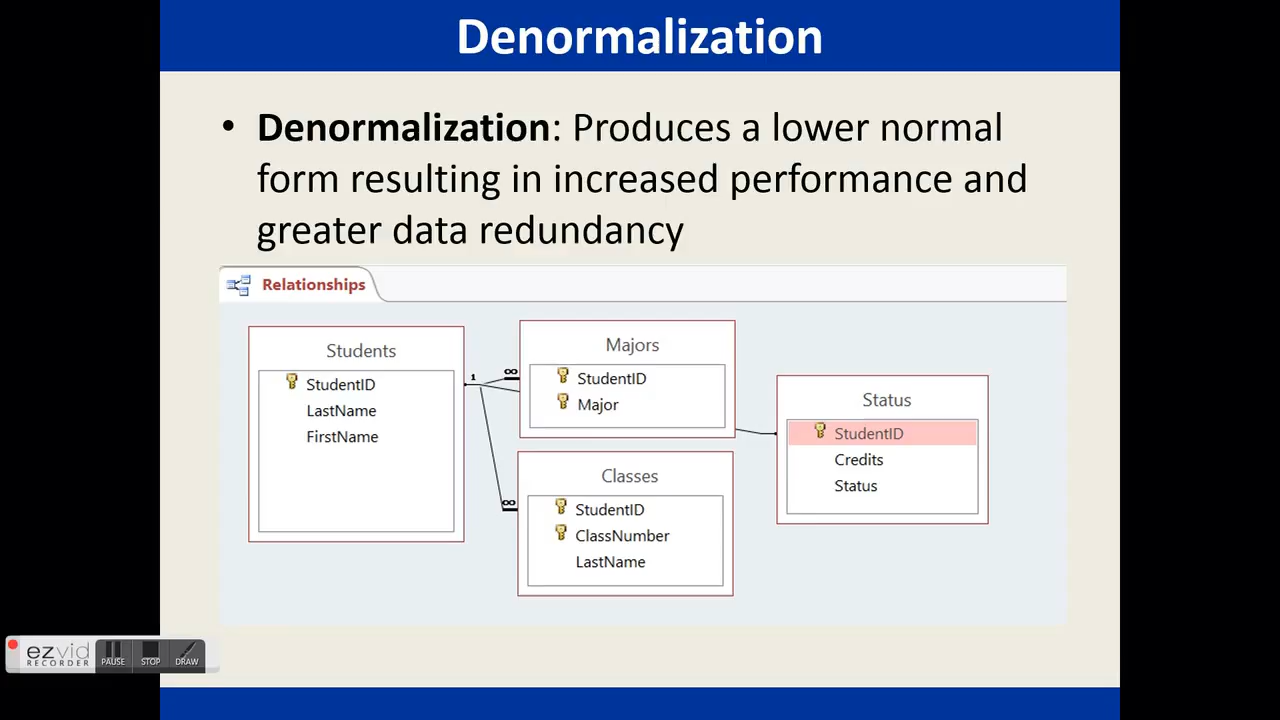 Denormalization
• Denormalization: Produces a lower normal
form resulting in increased performance and
greater data redundancy
Relationships
Students
StudentID
LastName
FirstName
1
∞
∞
Majors
StudentID
Major
Classes
StudentID
ClassNumber
LastName
Status
StudentID
Credits
Status
ezvid
RECORDER
PAUSE
STOP
DRAW